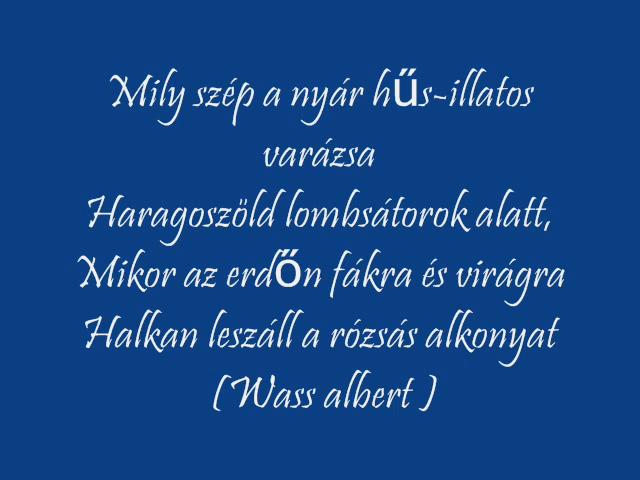 Mily szép a nyár hűs-illatos
varázsa
Haragoszöld lombsátorok alatt,
Mikor az erdőn fákra és virágra
Halkan leszáll a rózsás alkonyat
( Wass albert )